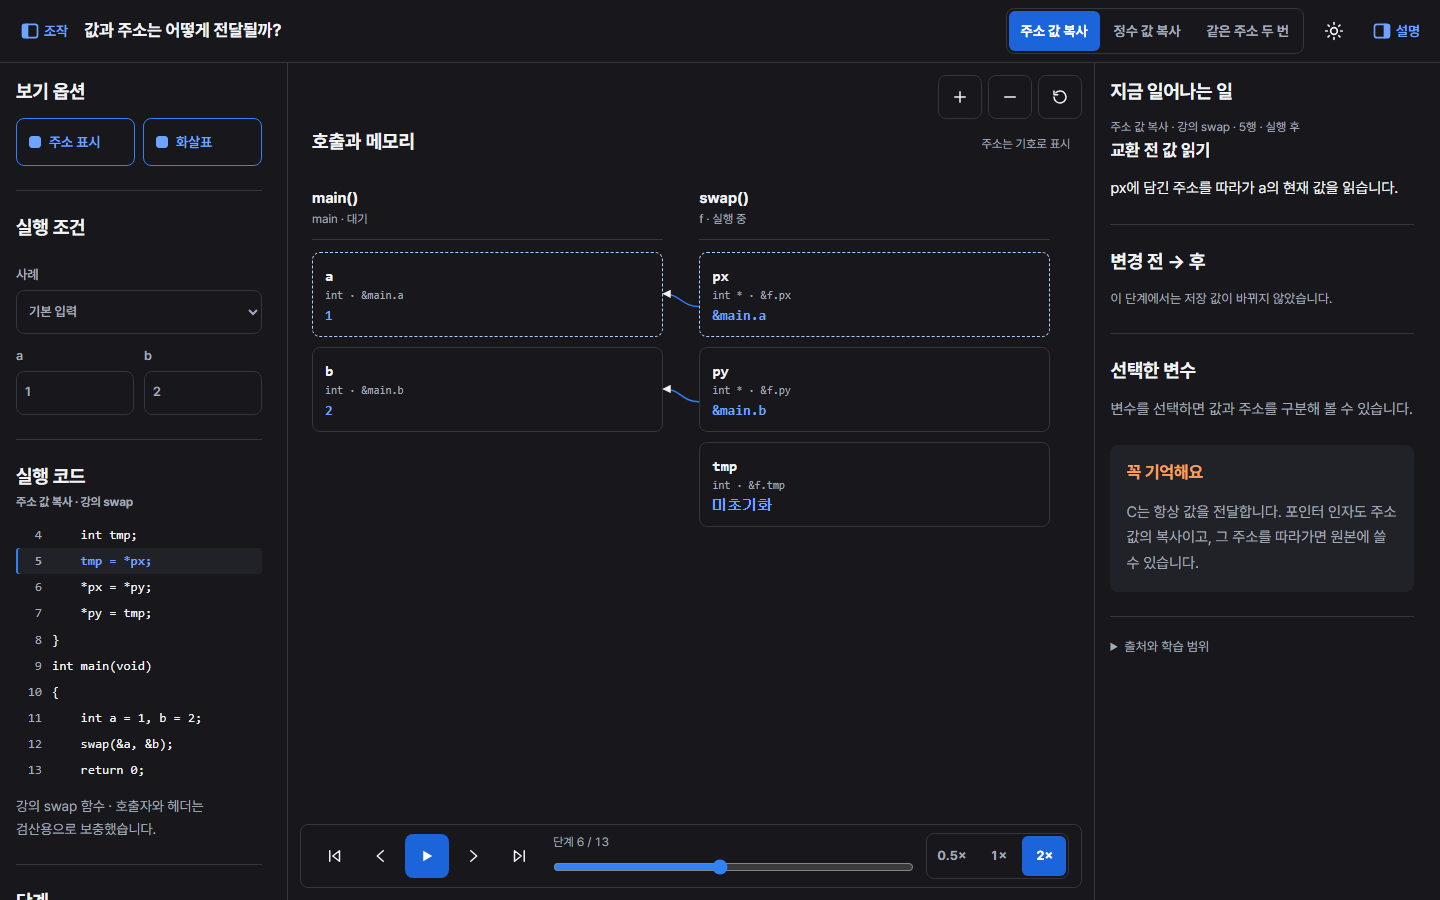 조작
값과 주소는 어떻게 전달될까?
주소 값 복사
정수 값 복사
같은 주소 두 번
설명
보기 옵션
주소 표시
화살표
실행 조건
사례
기본 입력
a
b
1
2
실행 코드
주소 값 복사 · 강의 swap
4 int tmp;
5 tmp = *px;
6 *px = *py;
7 *py = tmp;
8 }
9 int main(void)
10 {
11 int a = 1, b = 2;
12 swap(&a, &b);
13 return 0;
강의 swap 함수 · 호출자와 헤더는
검산용으로 보충했습니다.
단계
호출과 메모리
주소는 기호로 표시
main()
main · 대기
a
int · &main.a
1
b
int · &main.b
2
swap()
f · 실행 중
px
int * · &f.px
&main.a
py
int * · &f.py
&main.b
tmp
int · &f.tmp
미초기화
단계 6 / 13
0.5×
1×
2×
지금 일어나는 일
주소 값 복사 · 강의 swap · 5행 · 실행 후
교환 전 값 읽기
px에 담긴 주소를 따라가 a의 현재 값을 읽습니다.
변경 전 → 후
이 단계에서는 저장 값이 바뀌지 않았습니다.
선택한 변수
변수를 선택하면 값과 주소를 구분해 볼 수 있습니다.
꼭 기억해요
C는 항상 값을 전달합니다. 포인터 인자도 주소
값의 복사이고, 그 주소를 따라가면 원본에 쓸
수 있습니다.
출처와 학습 범위